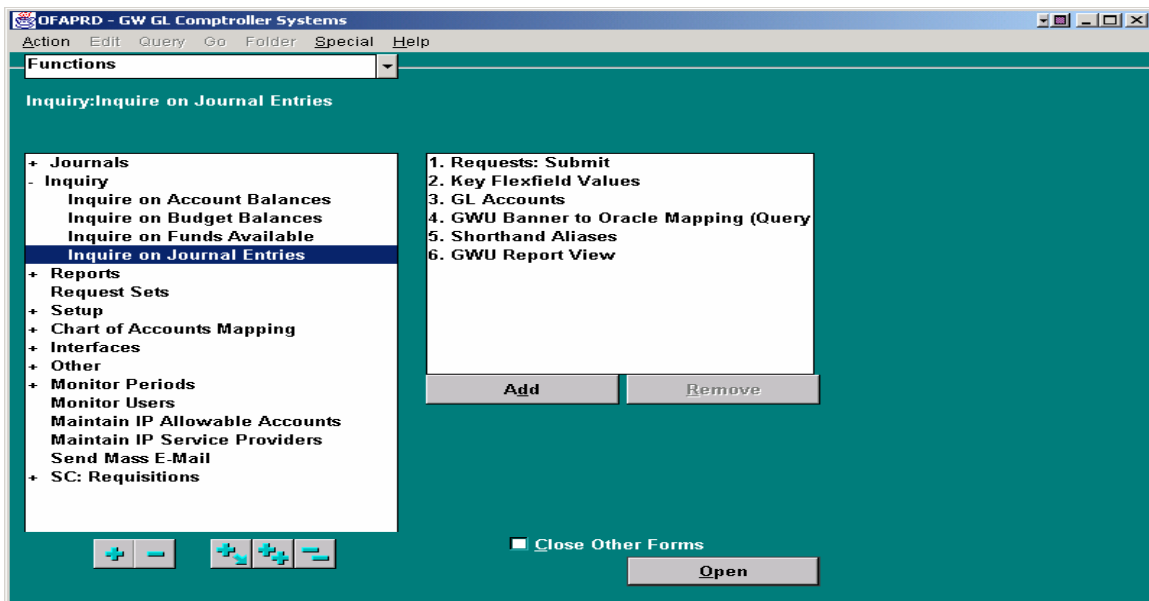 OFAPRD - GW GL Comptroller Systems
Action Edit Query Go Folder Special Help
Functions
Inquiry:Inquire on Journal Entries
+ Journals
- Inquiry
Inquire on Account Balances
Inquire on Budget Balances
Inquire on Funds Available
Inquire on Journal Entries
+ Reports
Request Sets
+ Setup
+ Chart of Accounts Mapping
+ Interfaces
+ Other
+ Monitor Periods
Monitor Users
Maintain IP Allowable Accounts
Maintain IP Service Providers
Send Mass E-Mail
+ SC: Requisitions
1. Requests: Submit
2. Key Flexfield Values
3. GL Accounts
4. GWU Banner to Oracle Mapping (Query
5. Shorthand Aliases
6. GWU Report View
Add Remove
Close Other Forms
Open